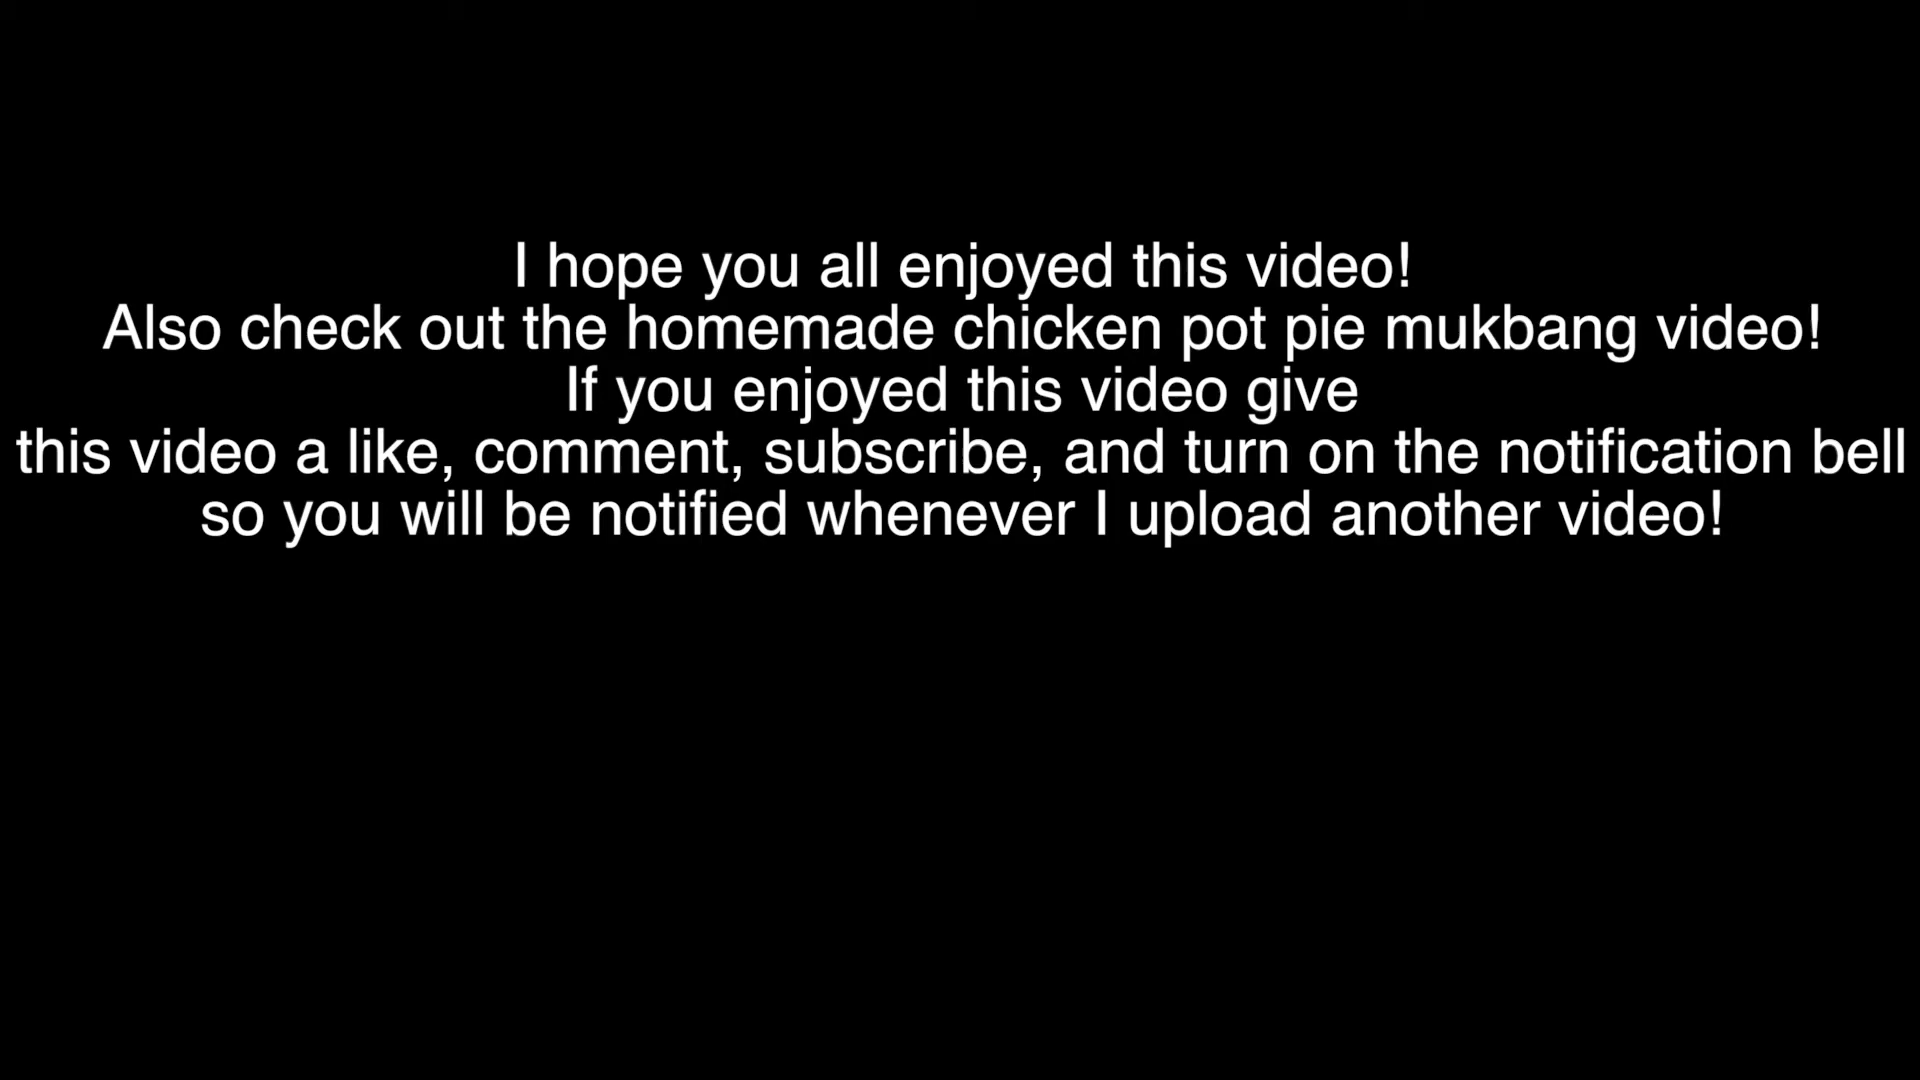 I hope you all enjoyed this video!
Also check out the homemade chicken pot pie mukbang video!
If you enjoyed this video give
this video a like, comment, subscribe, and turn on the notification bell
so you will be notified whenever I upload another video!